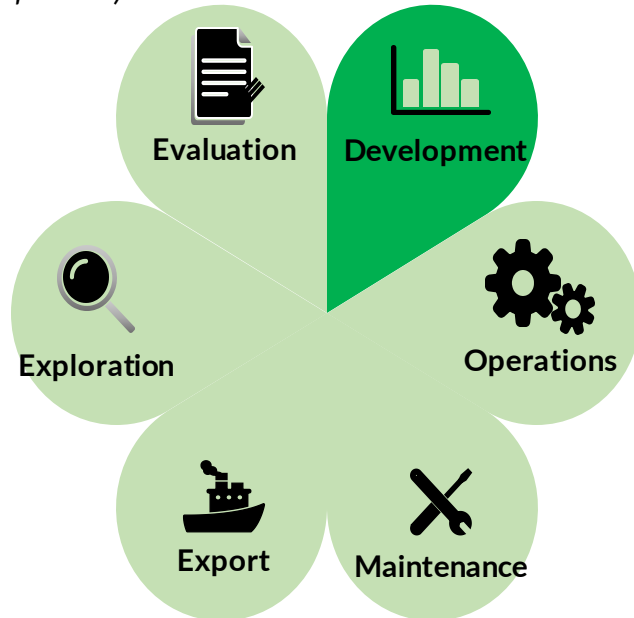 Evaluation
Development
Exploration
Operations
Export
Maintenance